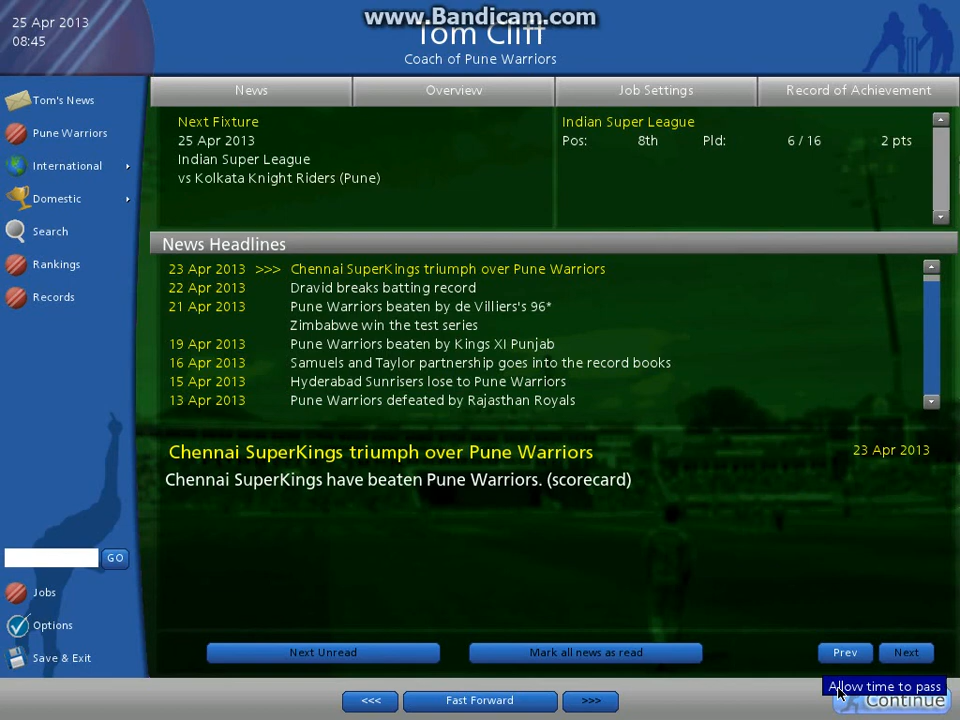 25 Apr 2013
08:45
www.Bandicam.com
Tom Cliff
Coach of Pune Warriors
Tom's News
Pune Warriors
International
Domestic
Search
Rankings
Records
GO
Jobs
Options
Save & Exit
News Overview Job Settings Record of Achievement
Next Fixture
25 Apr 2013
Indian Super League
vs Kolkata Knight Riders (Pune)
Indian Super League
Pos: 8th Pld: 6 / 16 2 pts
News Headlines
23 Apr 2013 >>> Chennai SuperKings triumph over Pune Warriors
22 Apr 2013 Dravid breaks batting record
21 Apr 2013 Pune Warriors beaten by de Villiers's 96*
Zimbabwe win the test series
19 Apr 2013 Pune Warriors beaten by Kings XI Punjab
16 Apr 2013 Samuels and Taylor partnership goes into the record books
15 Apr 2013 Hyderabad Sunrisers lose to Pune Warriors
13 Apr 2013 Pune Warriors defeated by Rajasthan Royals
Chennai SuperKings triumph over Pune Warriors 23 Apr 2013
Chennai SuperKings have beaten Pune Warriors. (scorecard)
Next Unread Mark all news as read Prev Next
Allow time to pass
<<< Fast Forward >>> Continue